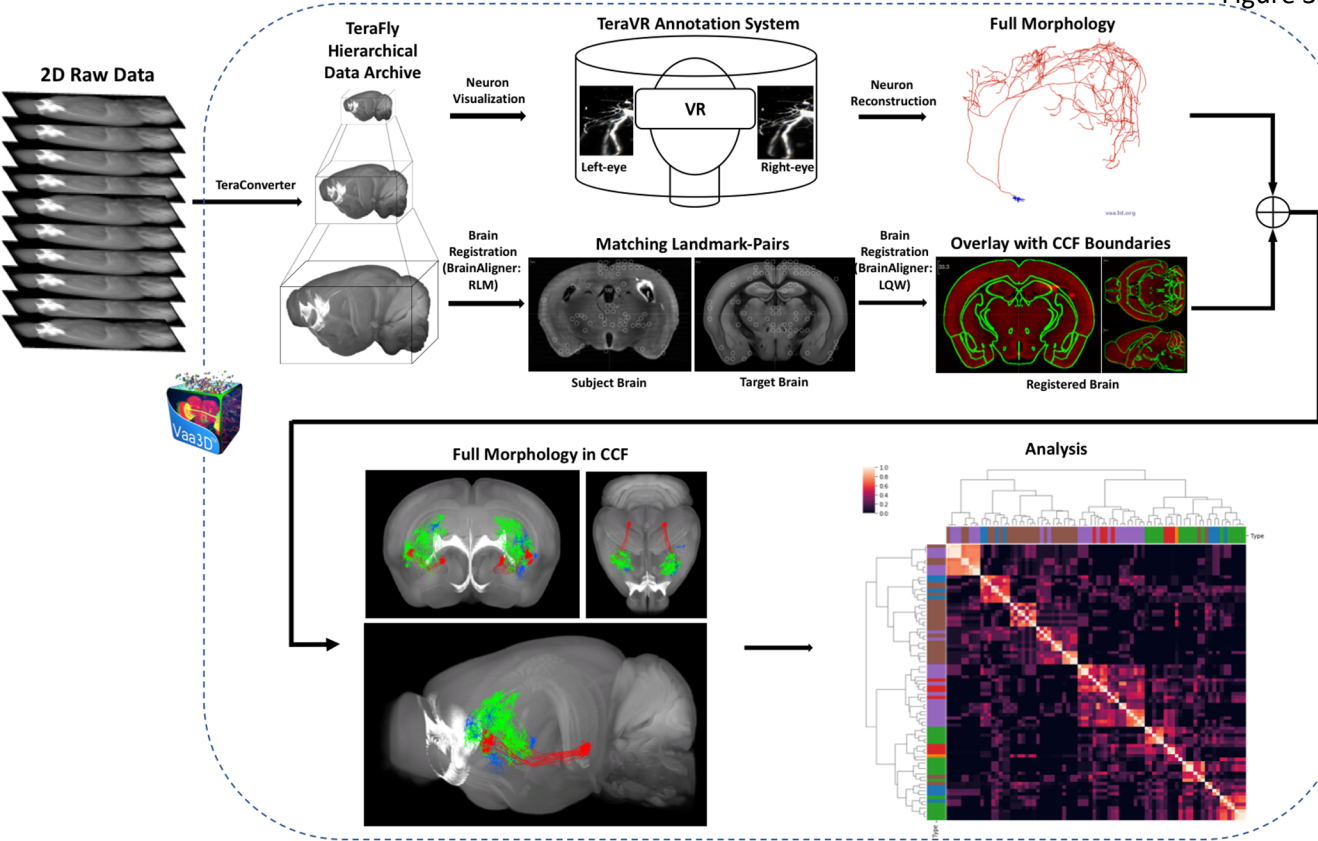 Figure 3
2D Raw Data
TeraConverter
TeraFly
Hierarchical
Data Archive
Neuron
Visualization
TeraVR Annotation System
VR
Left-eye
Right-eye
Neuron
Reconstruction
Full Morphology
vaa3d.org
Brain
Registration
(BrainAligner:
RLM)
Matching Landmark-Pairs
Subject Brain
Target Brain
Brain
Registration
(BrainAligner:
LQW)
Overlay with CCF Boundaries
Registered Brain
Vaa3D
Full Morphology in CCF
Analysis
1.0
0.8
0.6
0.4
0.2
0.0
Type
Type